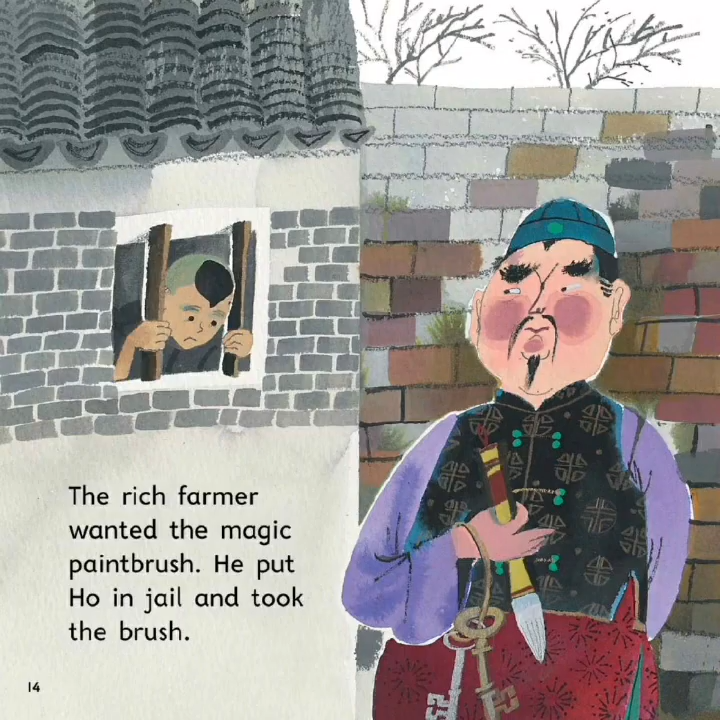 The rich farmer
wanted the magic
paintbrush. He put
Ho in jail and took
the brush.
14